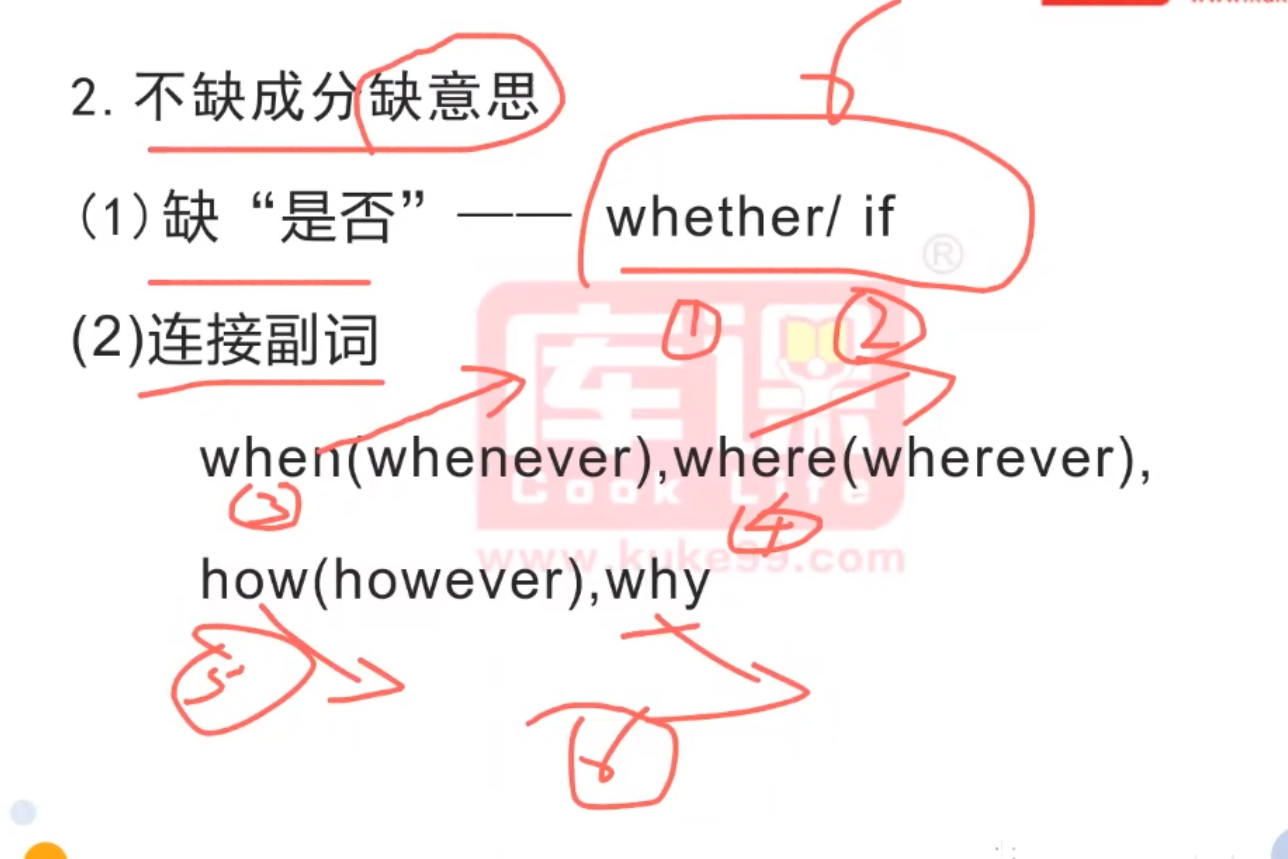 2. 不缺成分缺意思
(1)缺“是否”—— whether/ if
®
① ②
(2)连接副词
库课
when(whenever),where(wherever),
Cook Life
③ ④
www.kuke99.com
how(however),why
⑤
⑥